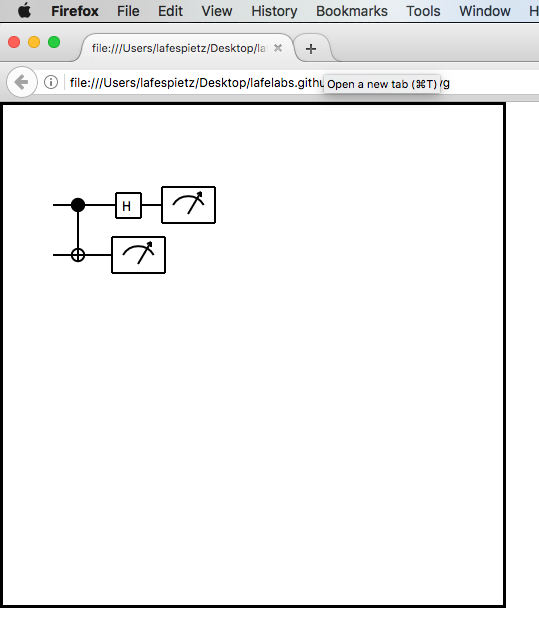 Firefox File Edit View History Bookmarks Tools Window H
file:///Users/lafespietz/Desktop/la
file:///Users/lafespietz/Desktop/lafelabs.githu
Open a new tab (⌘T)
/g
H